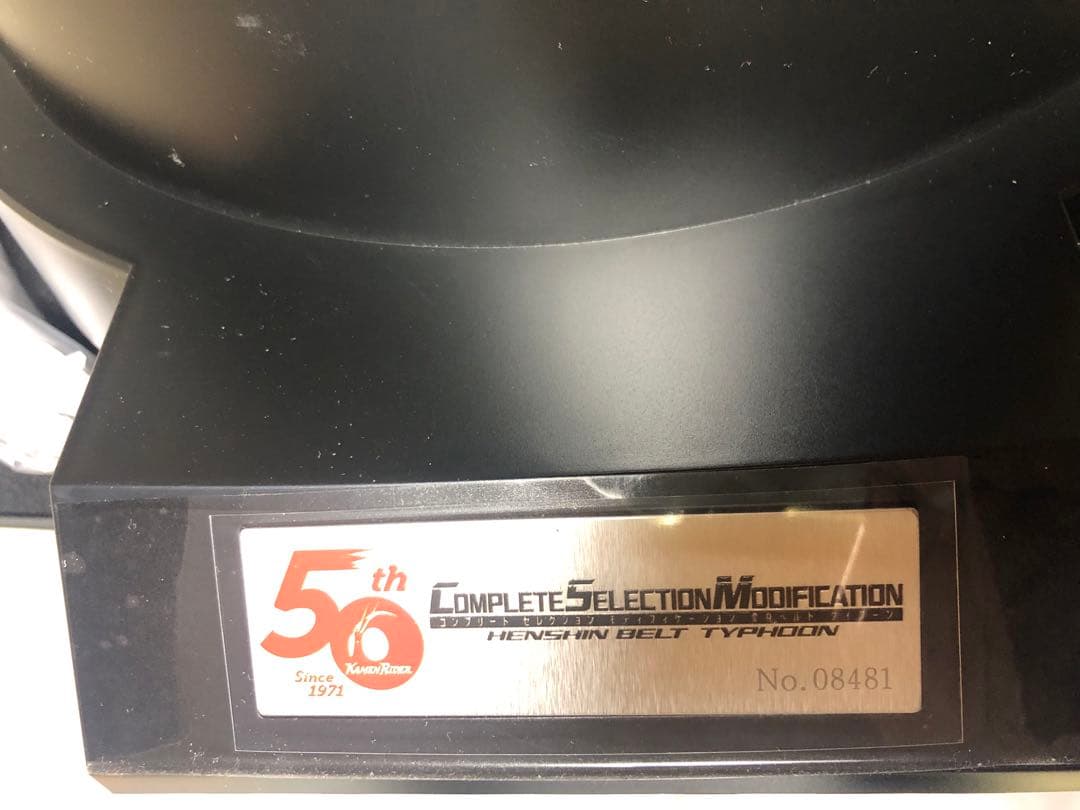 50th
KAMEN RIDER
Since
1971
COMPLETE SELECTION MODIFICATION
コンプリート セレクション モディフィケーション 変身ベルト タイフーン
HENSHIN BELT TYPHOON
No. 08481